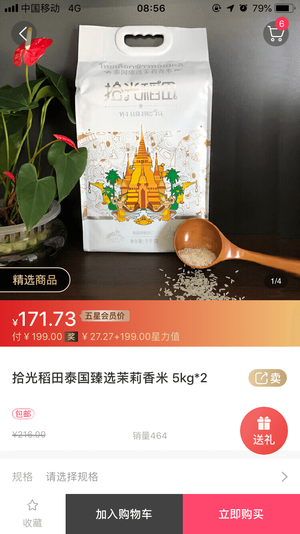 中国移动 4G 08:56 79%
6
拾光稻田
精选商品
1/4
¥171.73 五星会员价
付¥199.00 奖 ¥27.27+199.00星力值
拾光稻田泰国臻选茉莉香米 5kg*2
卖
包邮
¥216.00 销量464
送礼
规格 请选择规格
收藏
加入购物车
立即购买